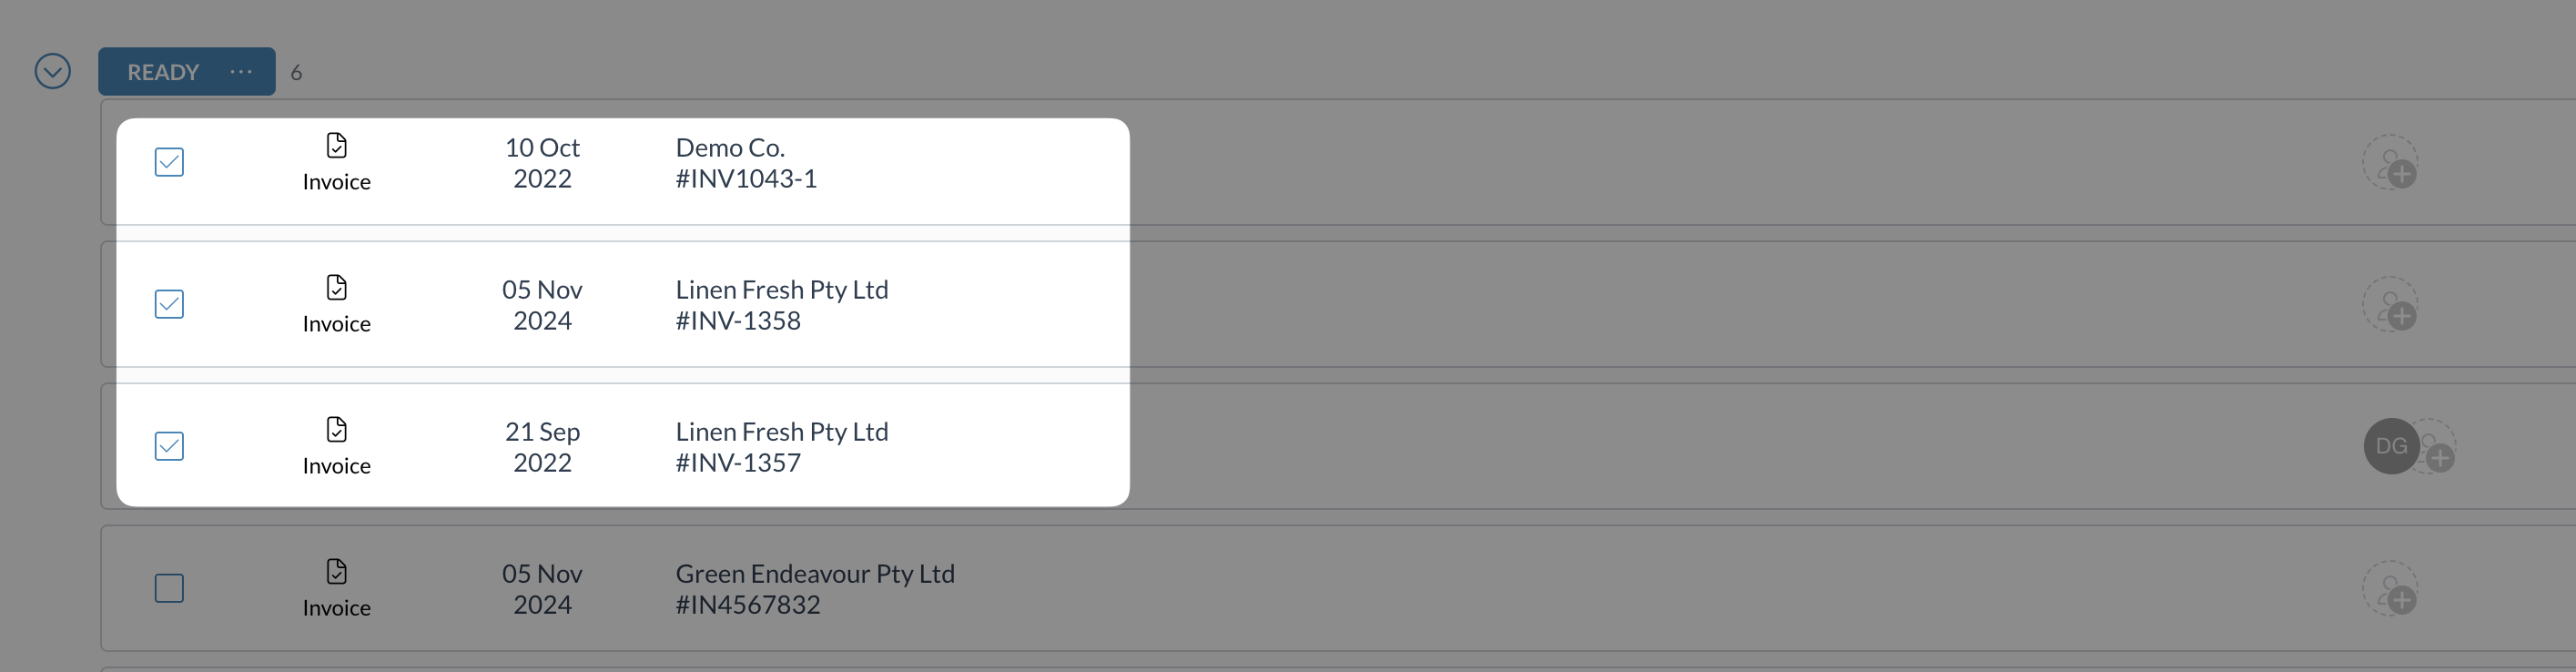 READY ... 6
Invoice
10 Oct
2022
Demo Co.
#INV1043-1
Invoice
05 Nov
2024
Linen Fresh Pty Ltd
#INV-1358
Invoice
21 Sep
2022
Linen Fresh Pty Ltd
#INV-1357
DG
Invoice
05 Nov
2024
Green Endeavour Pty Ltd
#IN4567832